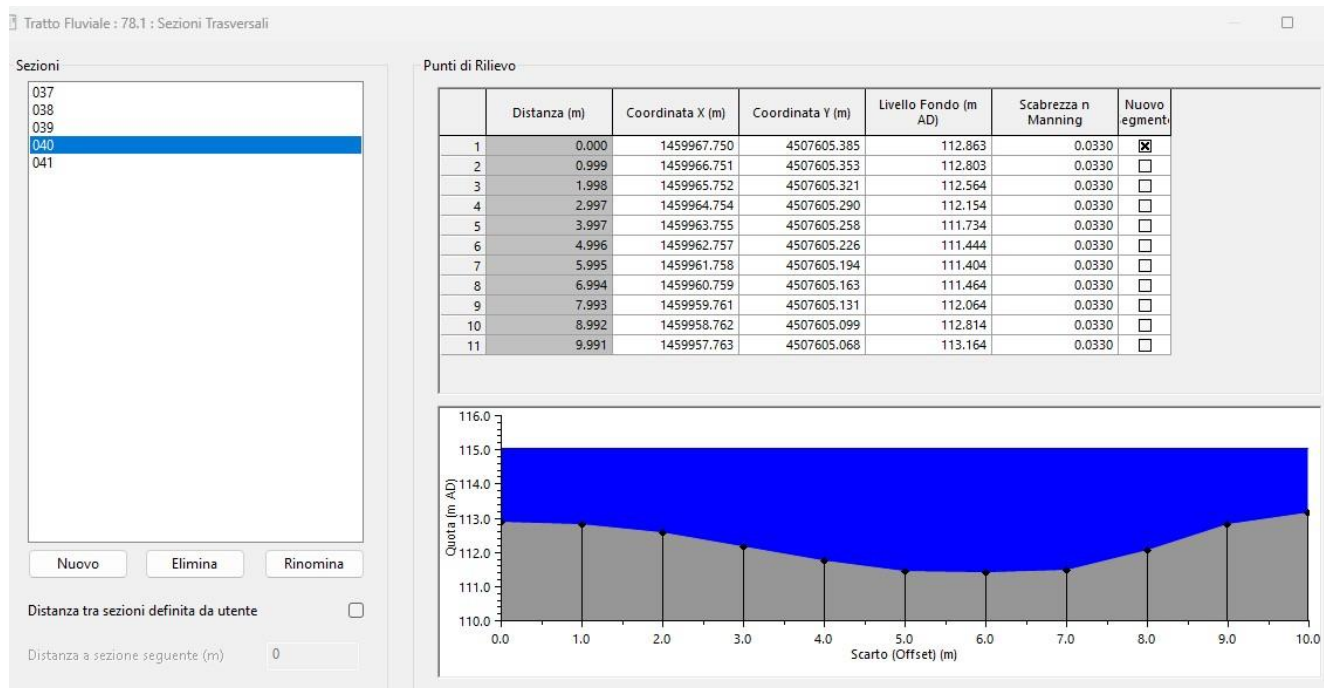 Tratto Fluviale : 78.1 : Sezioni Trasversali
Sezioni
037
038
039
040
041
Nuovo Elimina Rinomina
Distanza tra sezioni definita da utente
Distanza a sezione seguente (m) 0
Punti di Rilievo
Distanza (m) Coordinata X (m) Coordinata Y (m) Livello Fondo (m AD) Scabrezza n Manning Nuovo egment
1 0.000 1459967.750 4507605.385 112.863 0.0330
2 0.999 1459966.751 4507605.353 112.803 0.0330
3 1.998 1459965.752 4507605.321 112.564 0.0330
4 2.997 1459964.754 4507605.290 112.154 0.0330
5 3.997 1459963.755 4507605.258 111.734 0.0330
6 4.996 1459962.757 4507605.226 111.444 0.0330
7 5.995 1459961.758 4507605.194 111.404 0.0330
8 6.994 1459960.759 4507605.163 111.464 0.0330
9 7.993 1459959.761 4507605.131 112.064 0.0330
10 8.992 1459958.762 4507605.099 112.814 0.0330
11 9.991 1459957.763 4507605.068 113.164 0.0330
Quota (m AD)
116.0
115.0
114.0
113.0
112.0
111.0
110.0
0.0 1.0 2.0 3.0 4.0 5.0 6.0 7.0 8.0 9.0 10.0
Scarto (Offset) (m)